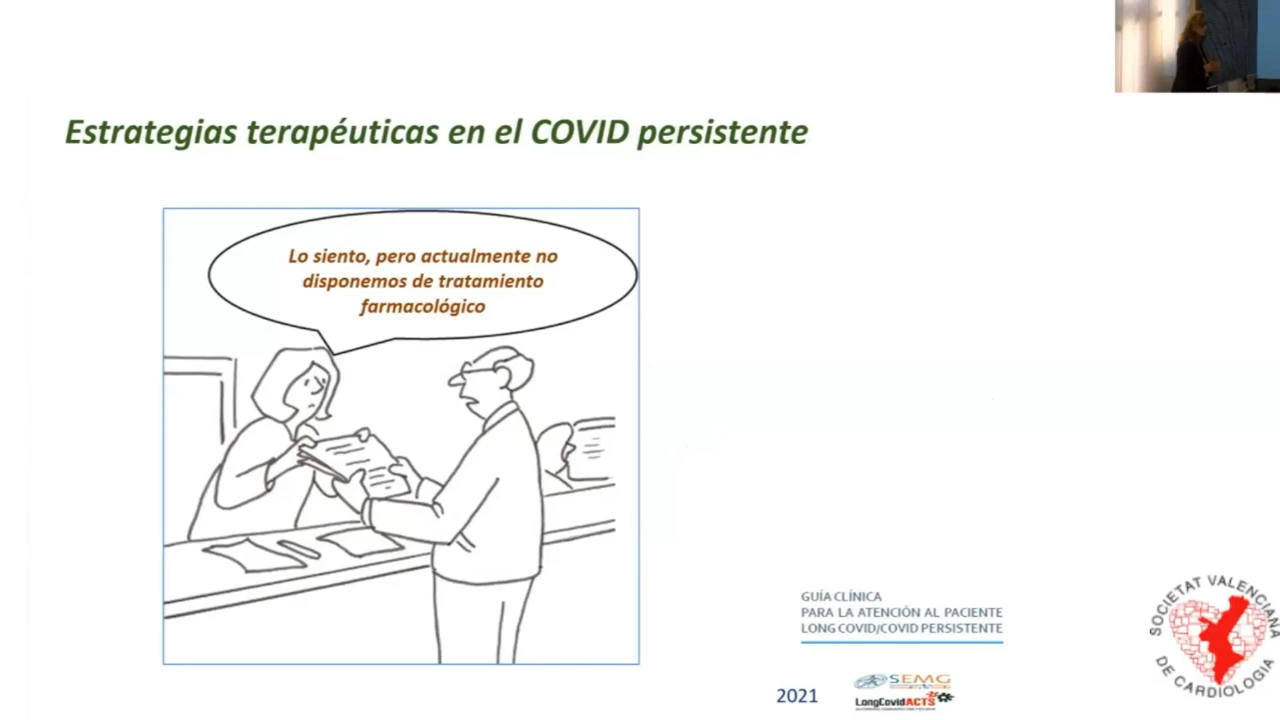 Estrategias terapéuticas en el COVID persistente
Lo siento, pero actualmente no
disponemos de tratamiento
farmacológico
GUÍA CLÍNICA
PARA LA ATENCIÓN AL PACIENTE
LONG COVID/COVID PERSISTENTE
2021
SEMG
LongCovidACTS
SOCIETAT VALENCIANA
DE CARDIOLOGIA